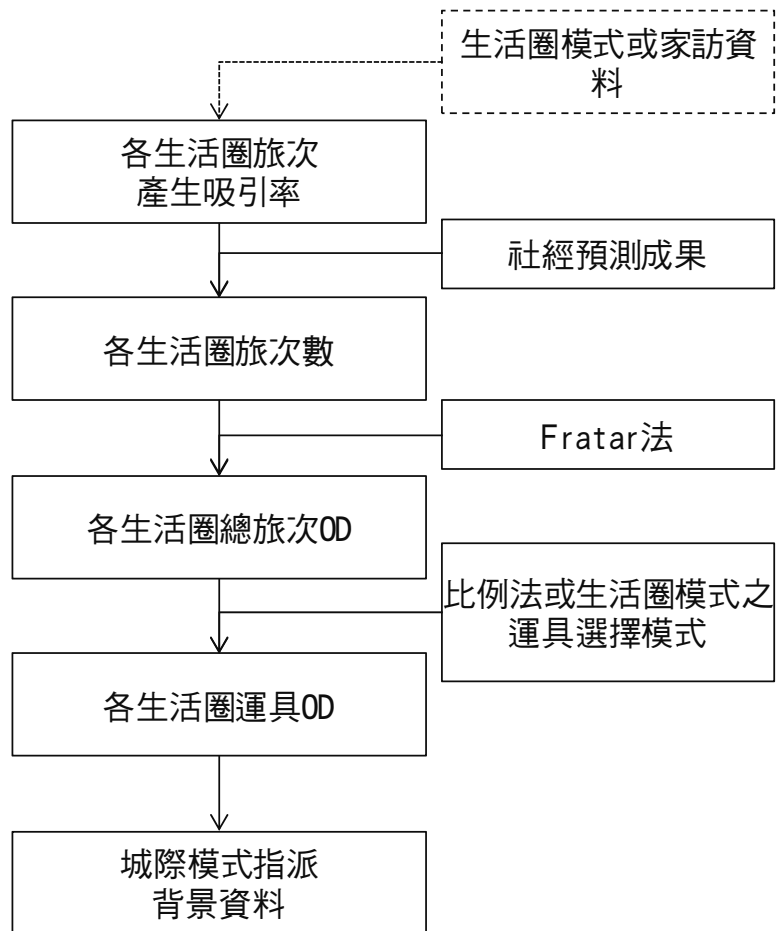 生活圈模式或家訪資
料
各生活圈旅次
產生吸引率
社經預測成果
各生活圈旅次數
Fratar法
各生活圈總旅次OD
比例法或生活圈模式之
運具選擇模式
各生活圈運具OD
城際模式指派
背景資料